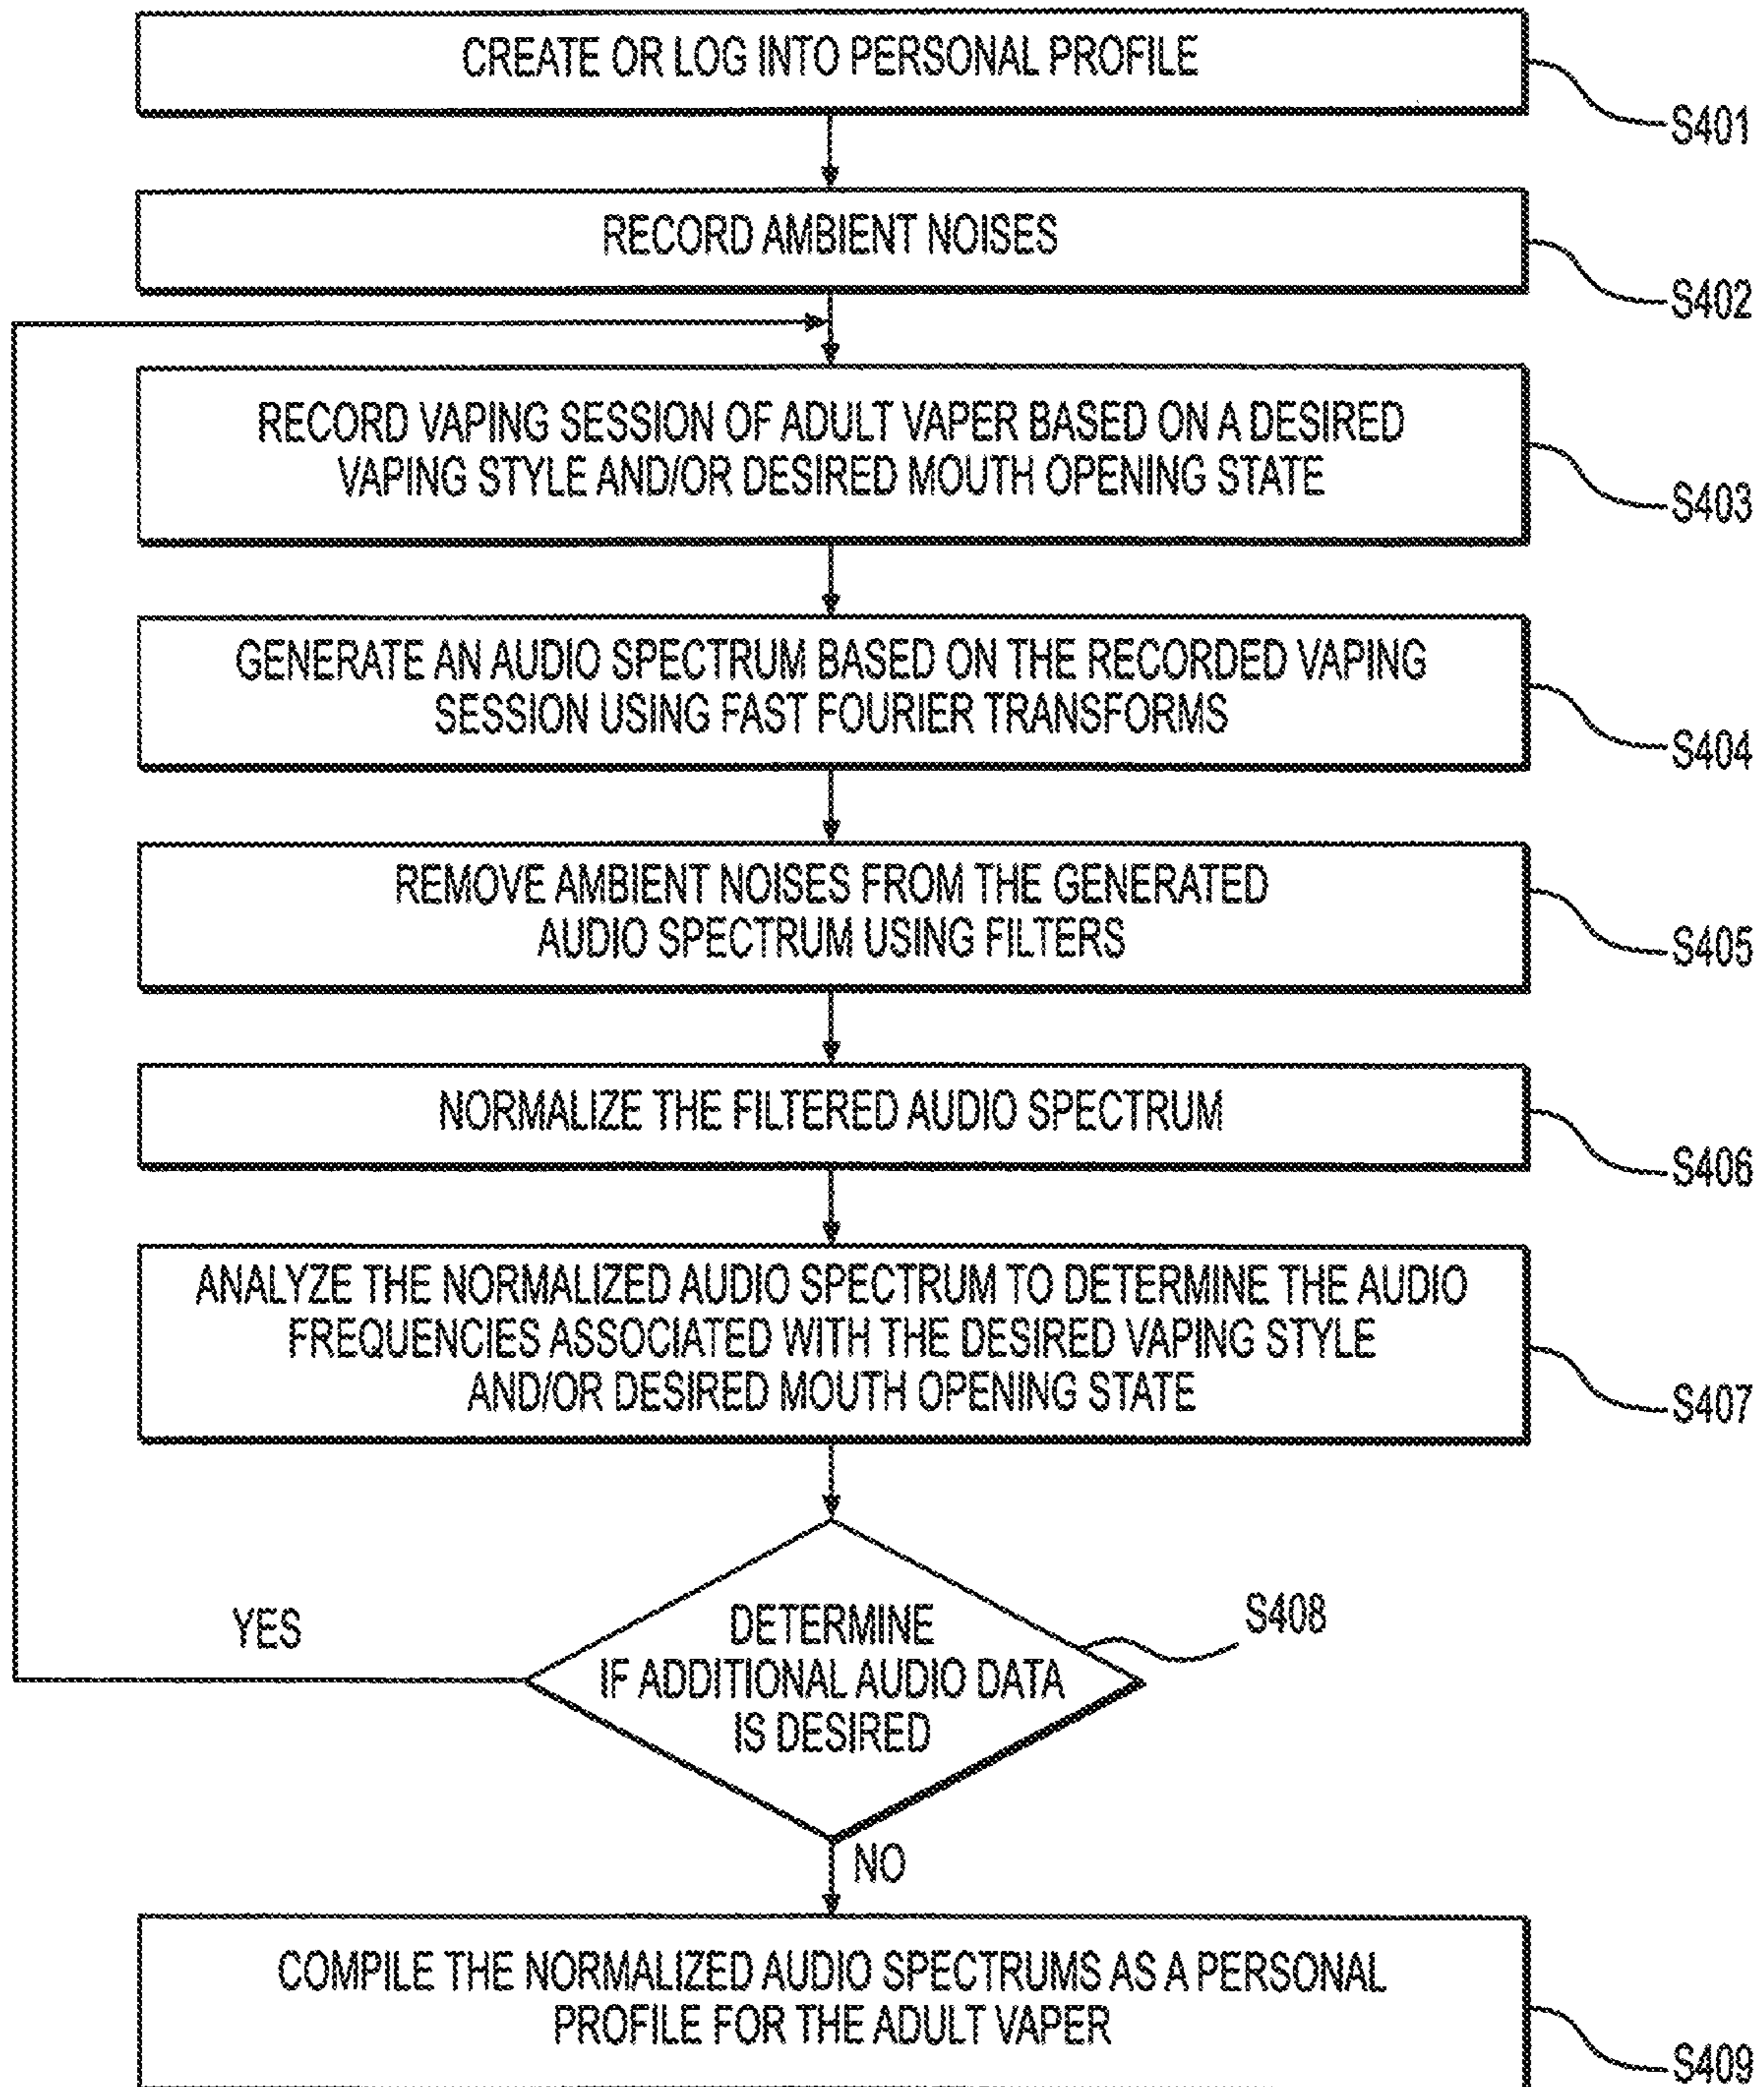 CREATE OR LOG INTO PERSONAL PROFILE
S401
RECORD AMBIENT NOISES
S402
RECORD VAPING SESSION OF ADULT VAPER BASED ON A DESIRED
VAPING STYLE AND/OR DESIRED MOUTH OPENING STATE
S403
GENERATE AN AUDIO SPECTRUM BASED ON THE RECORDED VAPING
SESSION USING FAST FOURIER TRANSFORMS
S404
REMOVE AMBIENT NOISES FROM THE GENERATED
AUDIO SPECTRUM USING FILTERS
S405
NORMALIZE THE FILTERED AUDIO SPECTRUM
S406
ANALYZE THE NORMALIZED AUDIO SPECTRUM TO DETERMINE THE AUDIO
FREQUENCIES ASSOCIATED WITH THE DESIRED VAPING STYLE
AND/OR DESIRED MOUTH OPENING STATE
S407
YES
DETERMINE
IF ADDITIONAL AUDIO DATA
IS DESIRED
S408
NO
COMPILE THE NORMALIZED AUDIO SPECTRUMS AS A PERSONAL
PROFILE FOR THE ADULT VAPER
S409